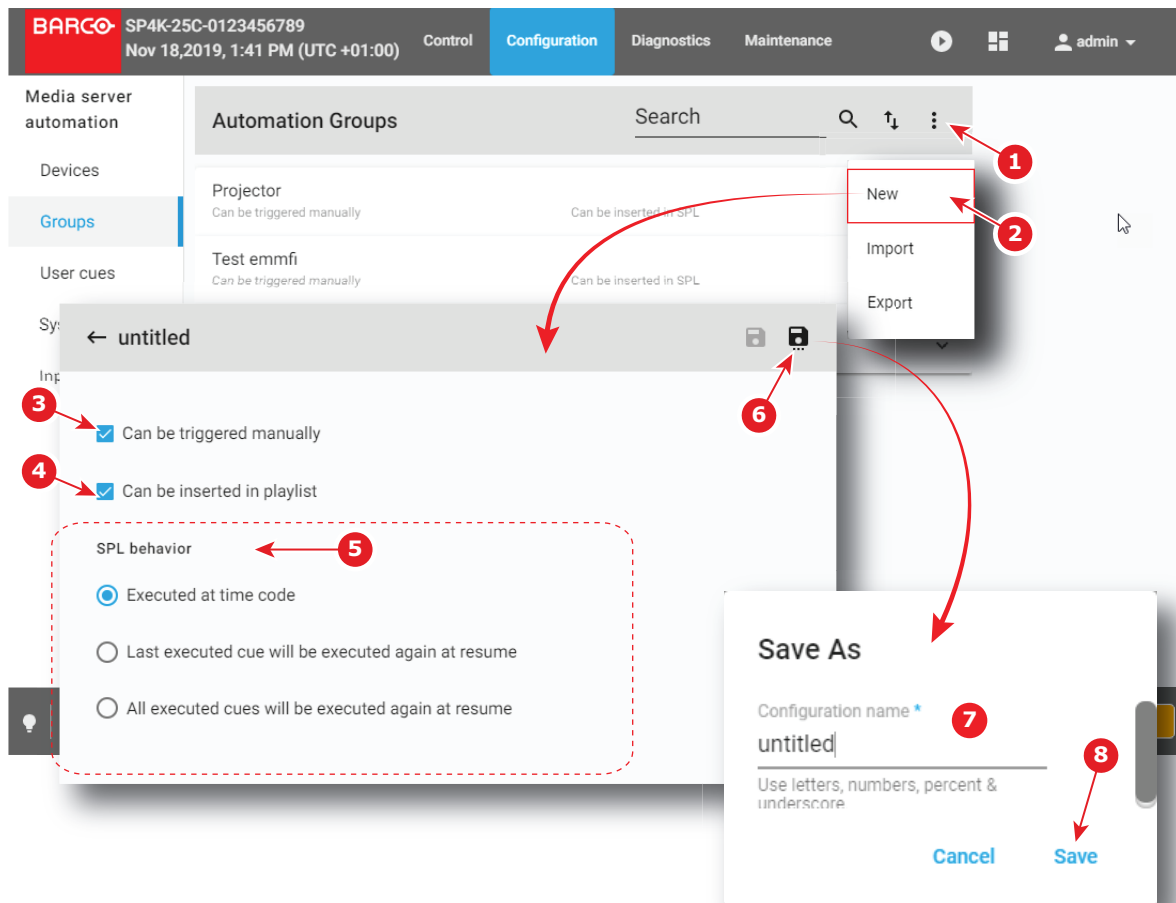 BARCO SP4K-25C-0123456789
Nov 18,2019, 1:41 PM (UTC +01:00)
Control Configuration Diagnostics Maintenance admin
Media server
automation
Devices
Groups
User cues
Sy
Inp
Automation Groups Search
1
Projector
Can be triggered manually Can be inserted in SPL
Test emmfi
Can be triggered manually Can be inserted in SPL
New
2
Import
Export
← untitled
6
3
Can be triggered manually
4
Can be inserted in playlist
SPL behavior 5
Executed at time code
Last executed cue will be executed again at resume
All executed cues will be executed again at resume
Save As
Configuration name *
7
untitled
8
Use letters, numbers, percent &
underscore
Cancel Save